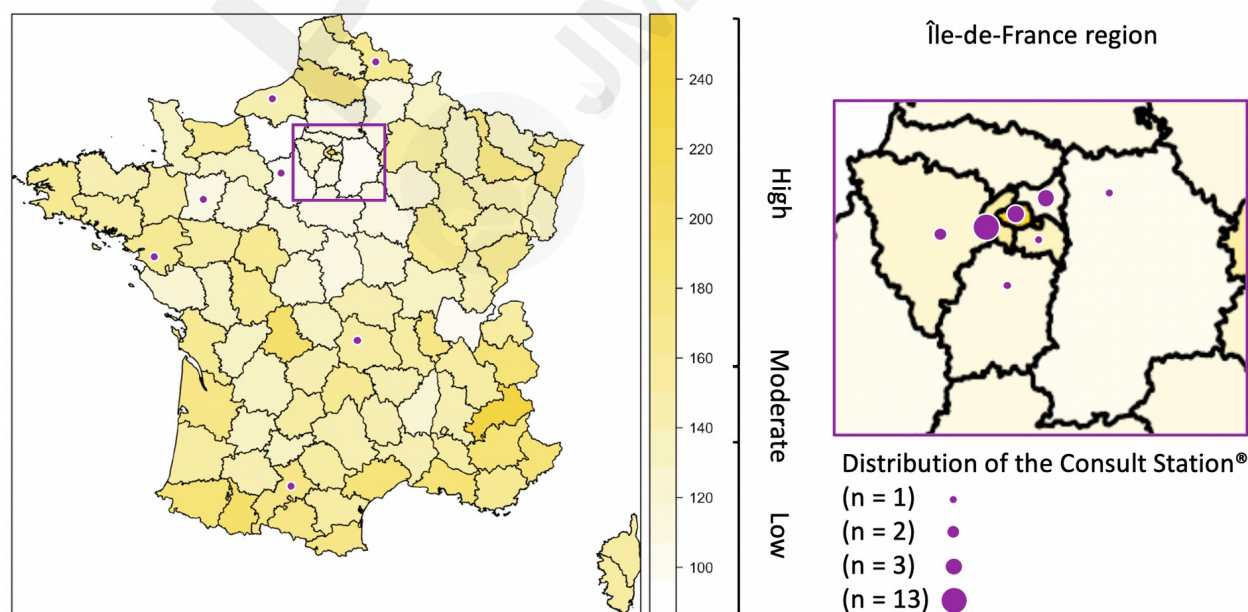 JM
240
220
200
180
160
140
120
100
High
Moderate
Low
Île-de-France region
Distribution of the Consult Station®
(n = 1)
(n = 2)
(n = 3)
(n = 13)